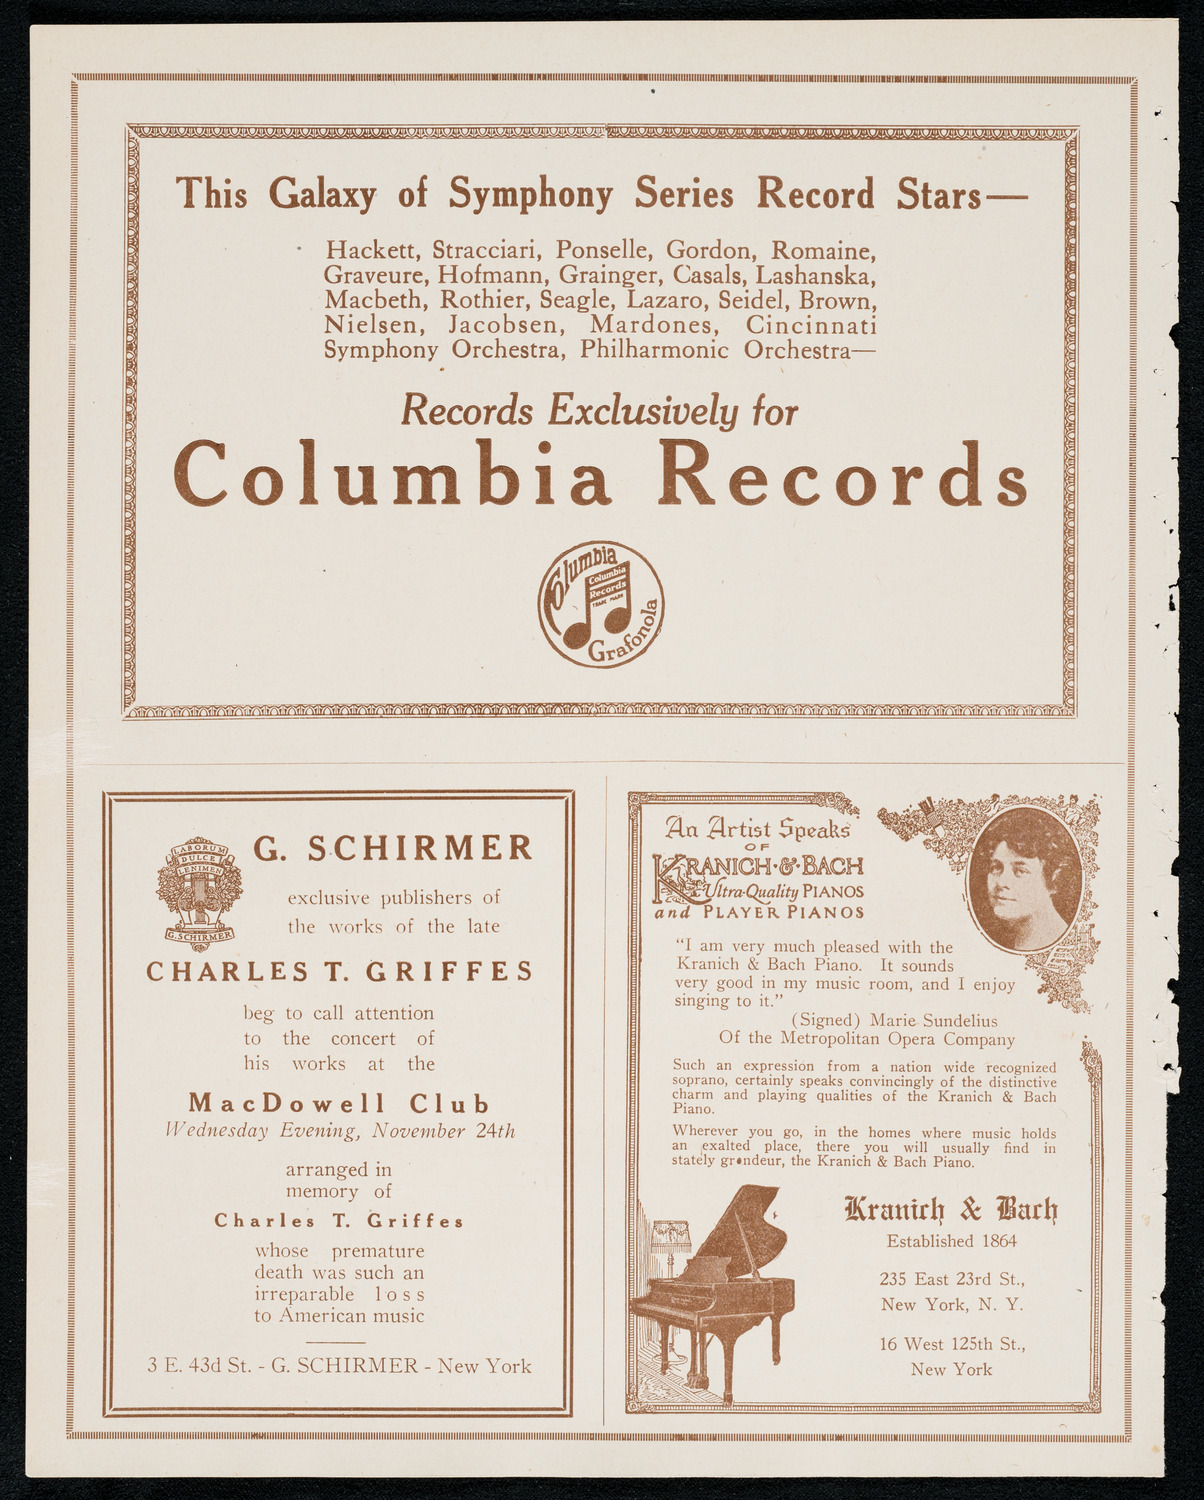 This Galaxy of Symphony Series Record Stars—
Hackett, Stracciari, Ponselle, Gordon, Romaine,
Graveure, Hofmann, Grainger, Casals, Lashanska,
Macbeth, Rothier, Seagle, Lazaro, Seidel, Brown,
Nielsen, Jacobsen, Mardones, Cincinnati
Symphony Orchestra, Philharmonic Orchestra—
Records Exclusively for
Columbia Records
Columbia
Columbia
Records
TRADE MARK
Grafonola
LABORUM
DULCE
LENIMEN
G. SCHIRMER
G. SCHIRMER
exclusive publishers of
the works of the late
CHARLES T. GRIFFES
beg to call attention
to the concert of
his works at the
MacDowell Club
Wednesday Evening, November 24th
arranged in
memory of
Charles T. Griffes
whose premature
death was such an
irreparable loss
to American music
3 E. 43d St. - G. SCHIRMER - New York
An Artist Speaks
OF
KRANICH·&·BACH
Ultra-Quality PIANOS
and PLAYER PIANOS
“I am very much pleased with the
Kranich & Bach Piano. It sounds
very good in my music room, and I enjoy
singing to it.”
(Signed) Marie Sundelius
Of the Metropolitan Opera Company
Such an expression from a nation wide recognized
soprano, certainly speaks convincingly of the distinctive
charm and playing qualities of the Kranich & Bach
Piano.
Wherever you go, in the homes where music holds
an exalted place, there you will usually find in
stately grandeur, the Kranich & Bach Piano.
Kranich & Bach
Established 1864
235 East 23rd St.,
New York, N. Y.
16 West 125th St.,
New York